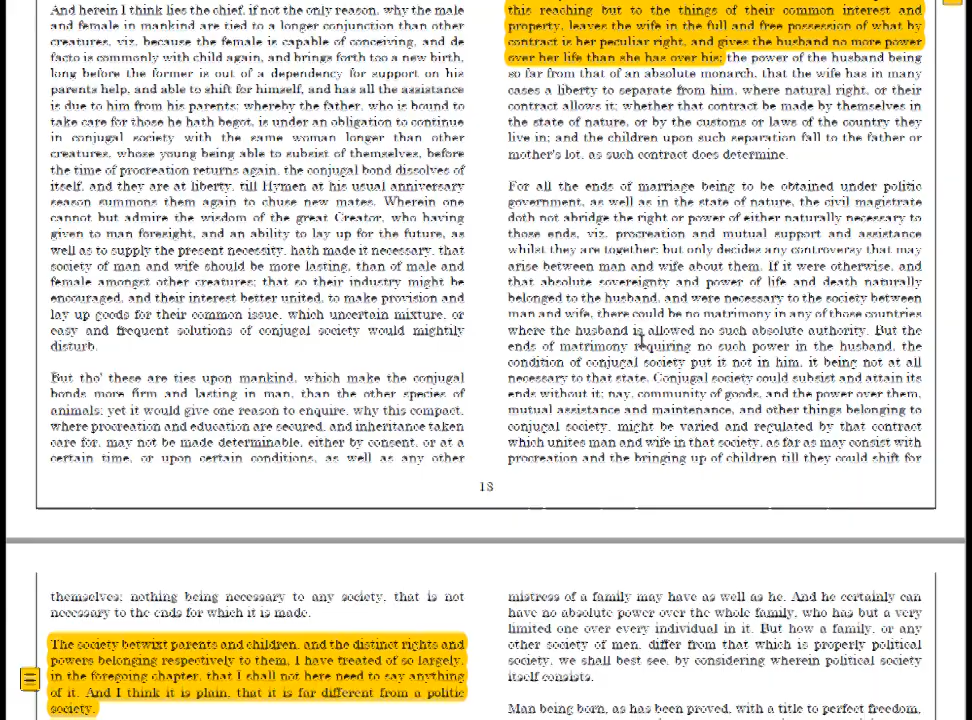 And herein I think lies the chief, if not the only reason, why the male
and female in mankind are tied to a longer conjunction than other
creatures, viz. because the female is capable of conceiving, and de
facto is commonly with child again, and brings forth too a new birth,
long before the former is out of a dependency for support on his
parents help, and able to shift for himself, and has all the assistance
is due to him from his parents: whereby the father, who is bound to
take care for those he hath begot, is under an obligation to continue
in conjugal society with the same woman longer than other
creatures, whose young being able to subsist of themselves, before
the time of procreation returns again, the conjugal bond dissolves of
itself, and they are at liberty, till Hymen at his usual anniversary
season summons them again to chuse new mates. Wherein one
cannot but admire the wisdom of the great Creator, who having
given to man foresight, and an ability to lay up for the future, as
well as to supply the present necessity, hath made it necessary, that
society of man and wife should be more lasting, than of male and
female amongst other creatures; that so their industry might be
encouraged, and their interest better united, to make provision and
lay up goods for their common issue, which uncertain mixture, or
easy and frequent solutions of conjugal society would mightily
disturb.
But tho' these are ties upon mankind, which make the conjugal
bonds more firm and lasting in man, than the other species of
animals; yet it would give one reason to enquire, why this compact,
where procreation and education are secured, and inheritance taken
care for, may not be made determinable, either by consent, or at a
certain time, or upon certain conditions, as well as any other
this reaching but to the things of their common interest and
property, leaves the wife in the full and free possession of what by
contract is her peculiar right, and gives the husband no more power
over her life than she has over his; the power of the husband being
so far from that of an absolute monarch, that the wife has in many
cases a liberty to separate from him, where natural right, or their
contract allows it; whether that contract be made by themselves in
the state of nature, or by the customs or laws of the country they
live in; and the children upon such separation fall to the father or
mother's lot, as such contract does determine.
For all the ends of marriage being to be obtained under politic
government, as well as in the state of nature, the civil magistrate
doth not abridge the right or power of either naturally necessary to
those ends, viz. procreation and mutual support and assistance
whilst they are together; but only decides any controversy that may
arise between man and wife about them. If it were otherwise, and
that absolute sovereignty and power of life and death naturally
belonged to the husband, and were necessary to the society between
man and wife, there could be no matrimony in any of those countries
where the husband is allowed no such absolute authority. But the
ends of matrimony requiring no such power in the husband, the
condition of conjugal society put it not in him, it being not at all
necessary to that state. Conjugal society could subsist and attain its
ends without it; nay, community of goods, and the power over them,
mutual assistance and maintenance, and other things belonging to
conjugal society, might be varied and regulated by that contract
which unites man and wife in that society, as far as may consist with
procreation and the bringing up of children till they could shift for
18
themselves; nothing being necessary to any society, that is not
necessary to the ends for which it is made.
The society betwixt parents and children, and the distinct rights and
powers belonging respectively to them, I have treated of so largely,
in the foregoing chapter, that I shall not here need to say anything
of it. And I think it is plain, that it is far different from a politic
society.
mistress of a family may have as well as he. And he certainly can
have no absolute power over the whole family, who has but a very
limited one over every individual in it. But how a family, or any
other society of men, differ from that which is properly political
society, we shall best see, by considering wherein political society
itself consists.
Man being born, as has been proved, with a title to perfect freedom,